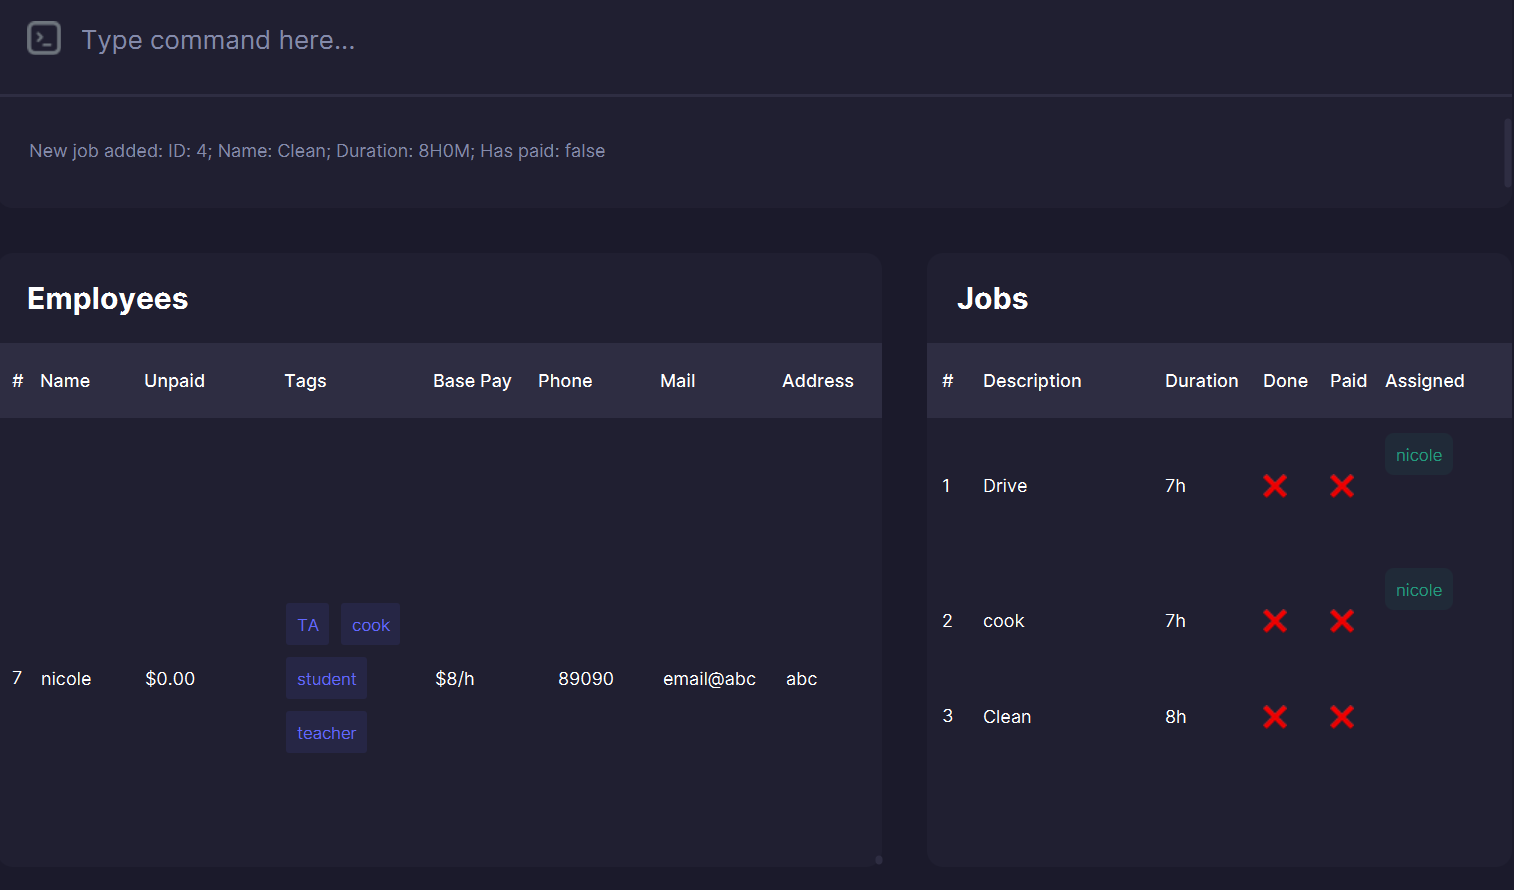 Type command here...
New job added: ID: 4; Name: Clean; Duration: 8H0M; Has paid: false
Employees
# Name Unpaid Tags Base Pay Phone Mail Address
TA cook
7 nicole $0.00 student $8/h 89090 email@abc abc
teacher
Jobs
# Description Duration Done Paid Assigned
nicole
1 Drive 7h
nicole
2 cook 7h
3 Clean 8h